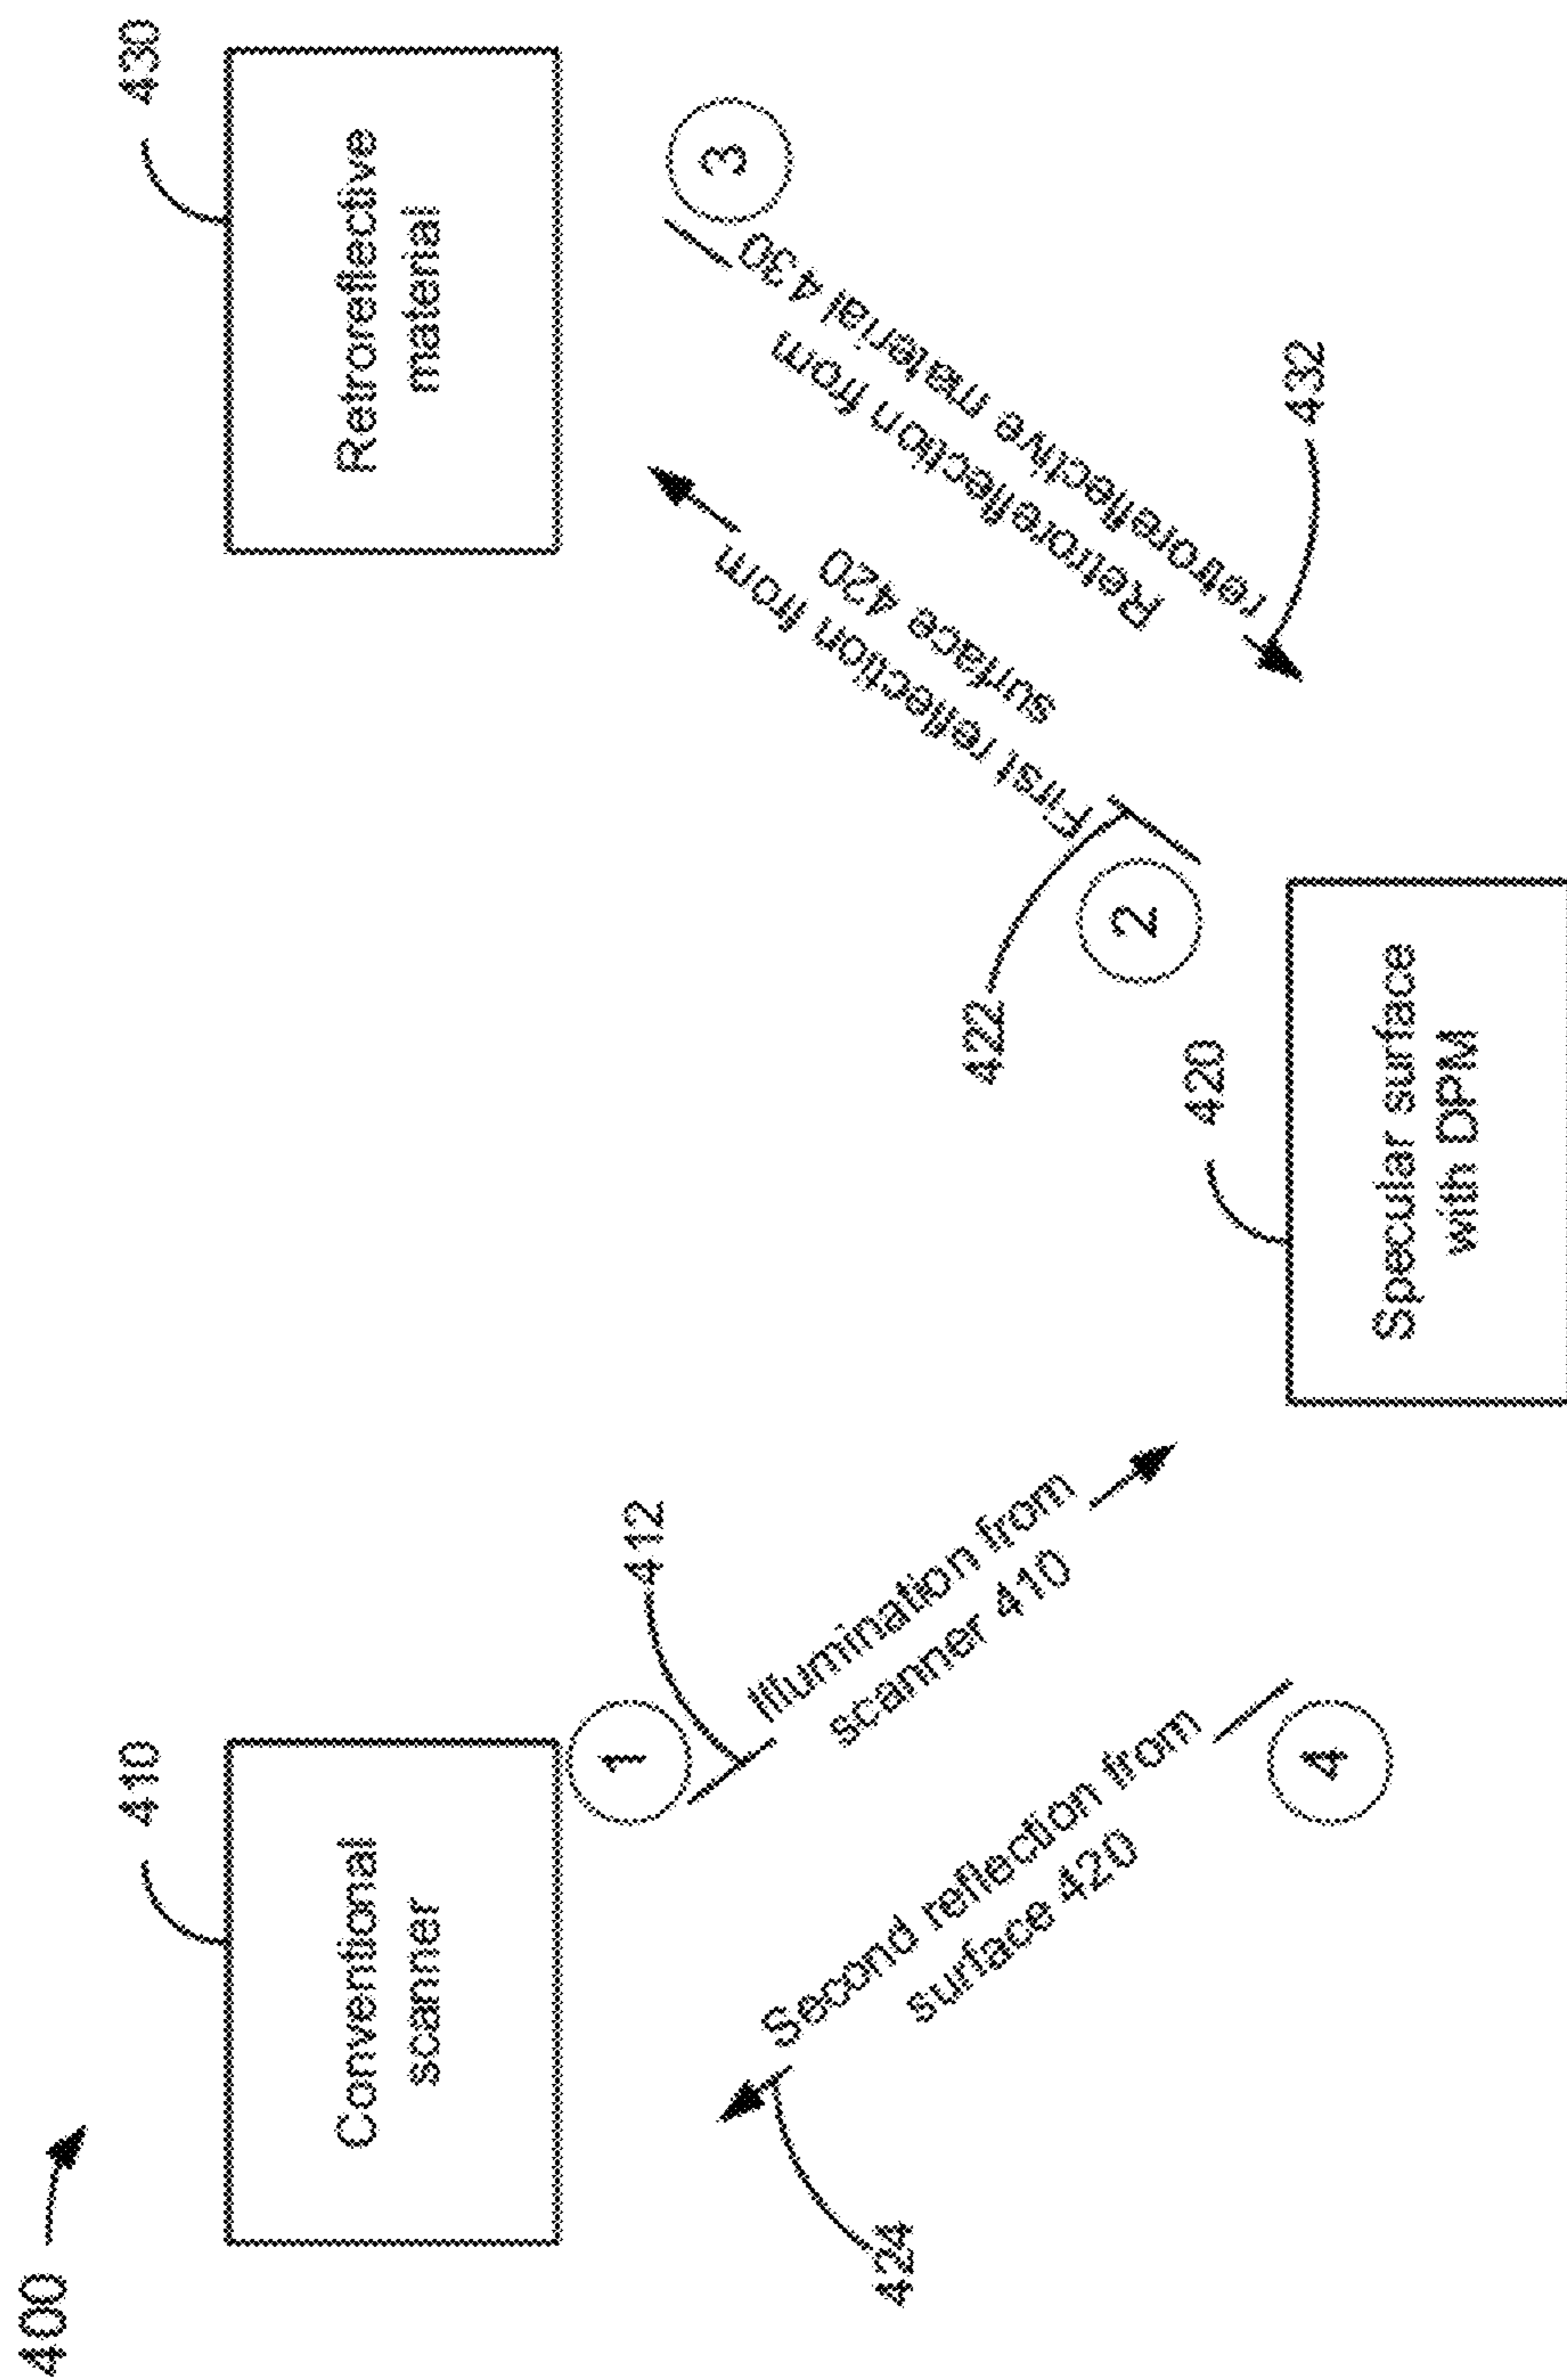 400
410
Conventional
scanner
430
Retroreflective
material
1
412
Illumination from
scanner 410
424
Second reflection from
surface 420
4
422
2
First reflection from
surface 420
3
Retroreflection from
retroreflective material 430
432
420
Specular surface
with DPM